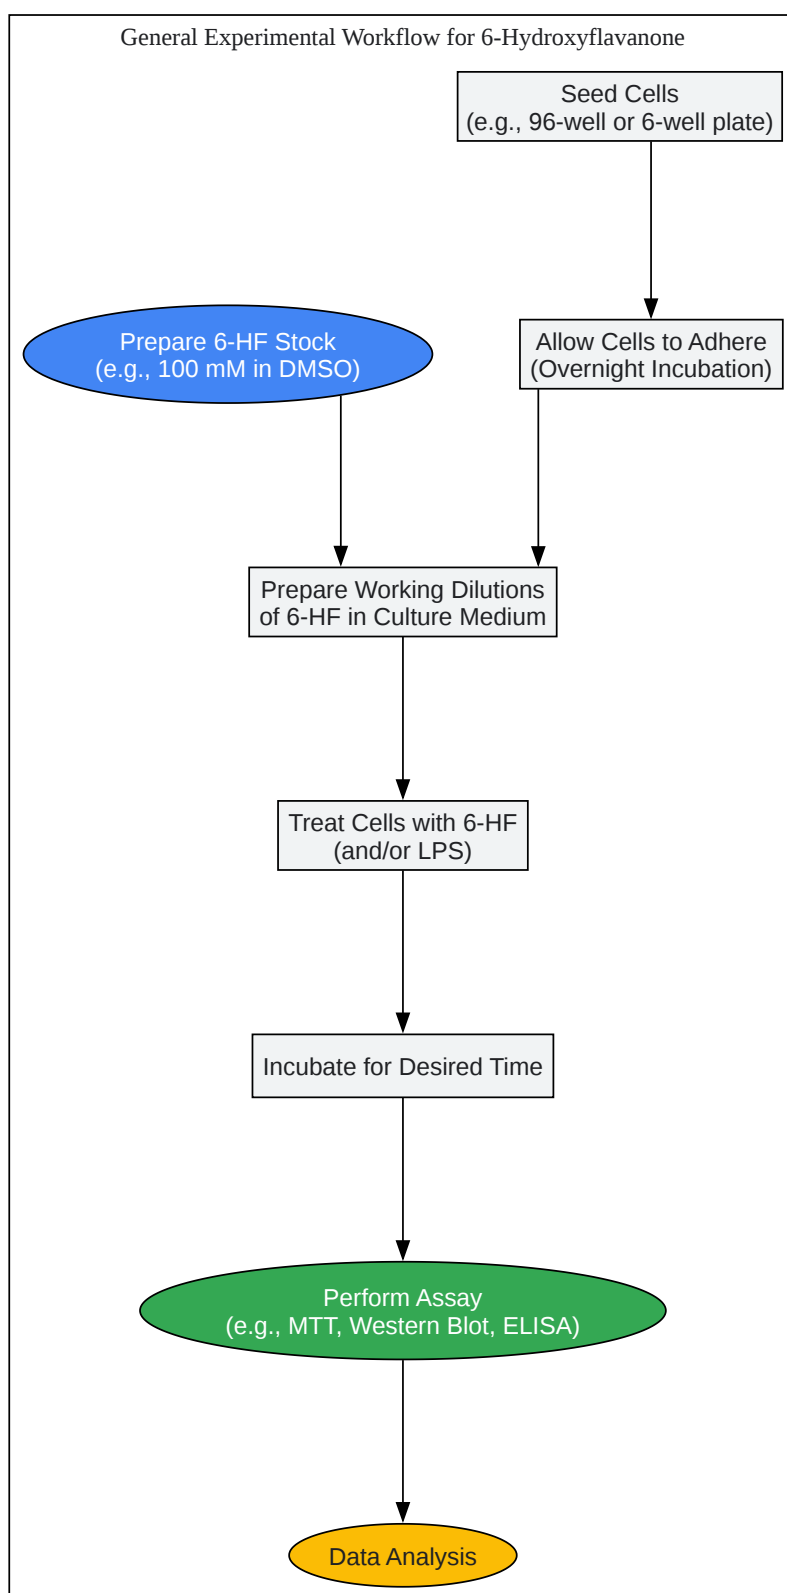 General Experimental Workflow for 6-Hydroxyflavanone
Seed Cells
(e.g., 96-well or 6-well plate)
Prepare 6-HF Stock
(e.g., 100 mM in DMSO)
Allow Cells to Adhere
(Overnight Incubation)
Prepare Working Dilutions
of 6-HF in Culture Medium
Treat Cells with 6-HF
(and/or LPS)
Incubate for Desired Time
Perform Assay
(e.g., MTT, Western Blot, ELISA)
Data Analysis